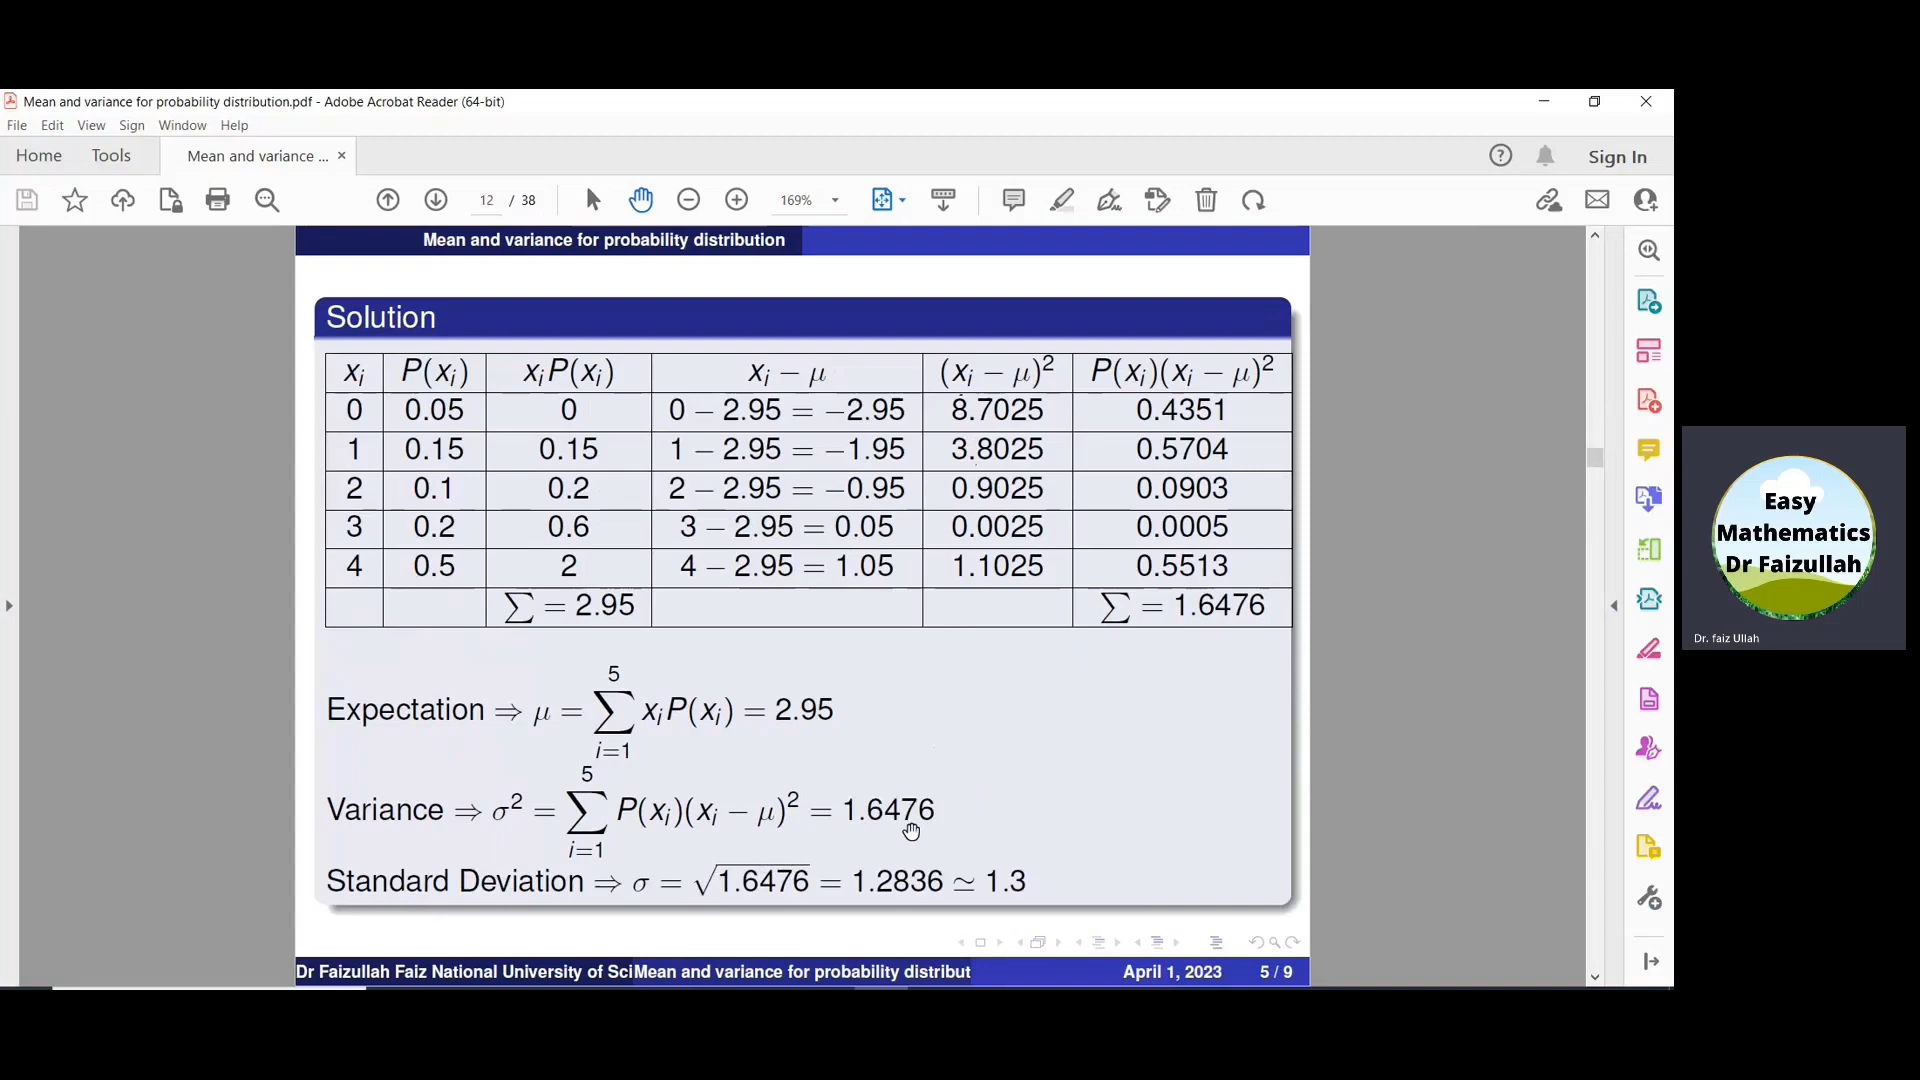 Mean and variance for probability distribution.pdf - Adobe Acrobat Reader (64-bit)
File Edit View Sign Window Help
Home Tools Mean and variance ... × Sign In
12 / 38 169%
Mean and variance for probability distribution
Solution
xᵢ P(xᵢ) xᵢP(xᵢ) xᵢ − μ (xᵢ − μ)² P(xᵢ)(xᵢ − μ)²
0 0.05 0 0 − 2.95 = −2.95 8.7025 0.4351
1 0.15 0.15 1 − 2.95 = −1.95 3.8025 0.5704
2 0.1 0.2 2 − 2.95 = −0.95 0.9025 0.0903
3 0.2 0.6 3 − 2.95 = 0.05 0.0025 0.0005
4 0.5 2 4 − 2.95 = 1.05 1.1025 0.5513
∑ = 2.95 ∑ = 1.6476
Expectation ⇒ μ = ∑_{i=1}^{5} xᵢP(xᵢ) = 2.95
Variance ⇒ σ² = ∑_{i=1}^{5} P(xᵢ)(xᵢ − μ)² = 1.6476
Standard Deviation ⇒ σ = √1.6476 = 1.2836 ≃ 1.3
Dr Faizullah Faiz National University of Sci Mean and variance for probability distribut April 1, 2023 5 / 9
Easy
Mathematics
Dr Faizullah
Dr. faiz Ullah